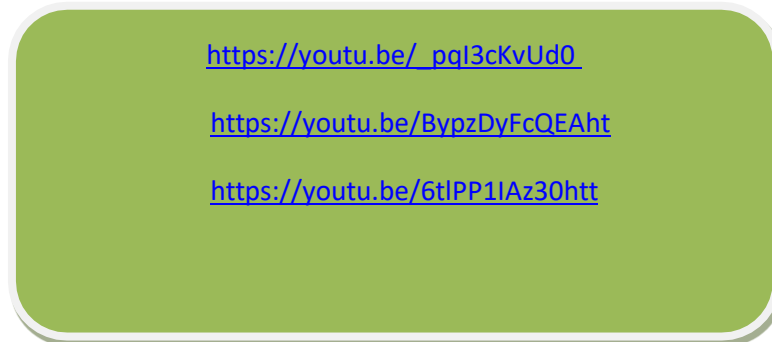 https://youtu.be/_pqI3cKvUd0
https://youtu.be/BypzDyFcQEAht
https://youtu.be/6tlPP1IAz30htt